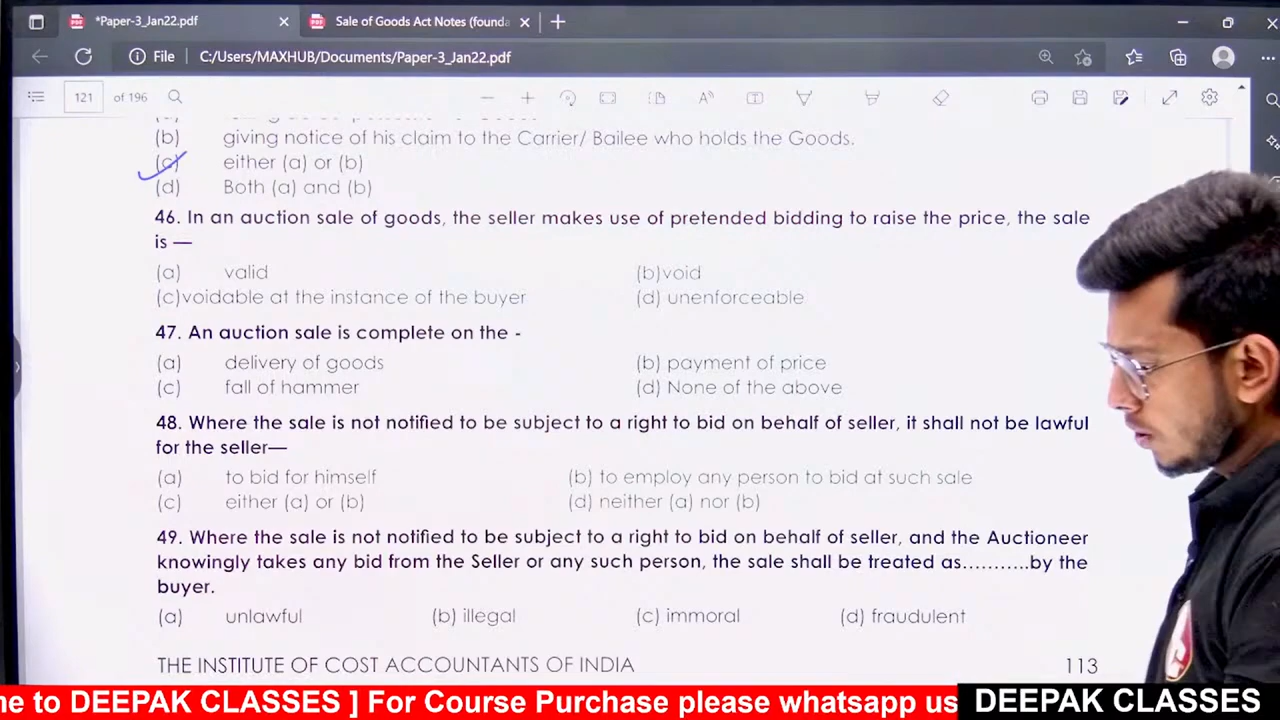 *Paper-3_Jan22.pdf
Sale of Goods Act Notes (founda
File C:/Users/MAXHUB/Documents/Paper-3_Jan22.pdf
121 of 196
(b) giving notice of his claim to the Carrier/ Bailee who holds the Goods.
(c) either (a) or (b)
(d) Both (a) and (b)
46. In an auction sale of goods, the seller makes use of pretended bidding to raise the price, the sale
is —
(a) valid (b)void
(c)voidable at the instance of the buyer (d) unenforceable
47. An auction sale is complete on the -
(a) delivery of goods (b) payment of price
(c) fall of hammer (d) None of the above
48. Where the sale is not notified to be subject to a right to bid on behalf of seller, it shall not be lawful
for the seller—
(a) to bid for himself (b) to employ any person to bid at such sale
(c) either (a) or (b) (d) neither (a) nor (b)
49. Where the sale is not notified to be subject to a right to bid on behalf of seller, and the Auctioneer
knowingly takes any bid from the Seller or any such person, the sale shall be treated as...........by the
buyer.
(a) unlawful (b) illegal (c) immoral (d) fraudulent
THE INSTITUTE OF COST ACCOUNTANTS OF INDIA 113
me to DEEPAK CLASSES ] For Course Purchase please whatsapp us
DEEPAK CLASSES